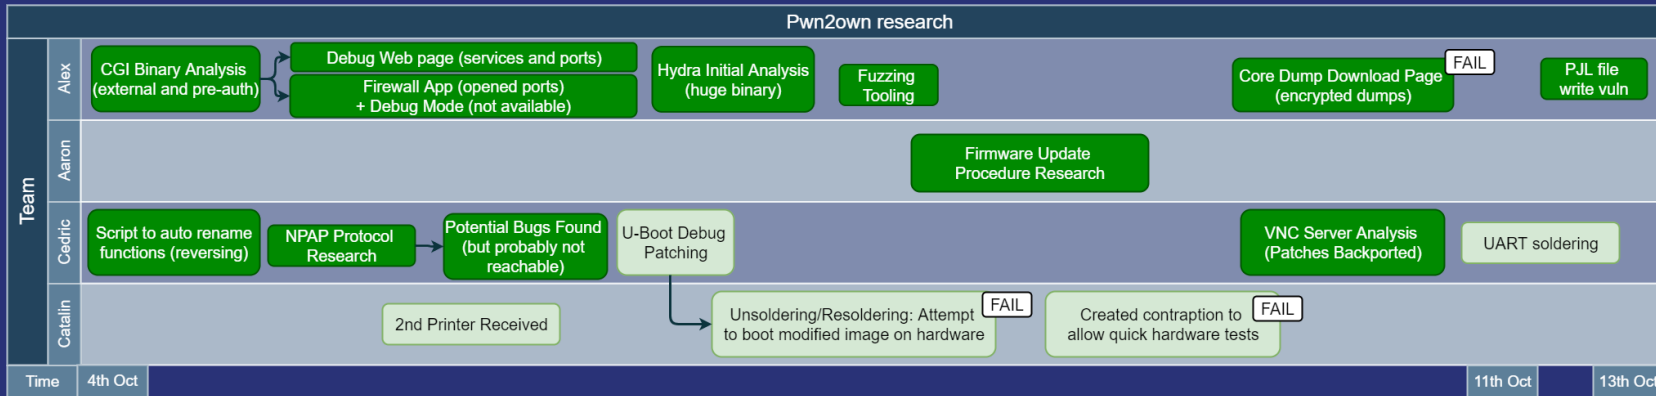 Pwn2own research
Team
Alex
CGI Binary Analysis
(external and pre-auth)
Debug Web page (services and ports)
Firewall App (opened ports)
+ Debug Mode (not available)
Hydra Initial Analysis
(huge binary)
Fuzzing
Tooling
Core Dump Download Page
(encrypted dumps)
FAIL
PJL file
write vuln
Aaron
Firmware Update
Procedure Research
Cedric
Script to auto rename
functions (reversing)
NPAP Protocol
Research
Potential Bugs Found
(but probably not
reachable)
U-Boot Debug
Patching
VNC Server Analysis
(Patches Backported)
UART soldering
Catalin
2nd Printer Received
Unsoldering/Resoldering: Attempt
to boot modified image on hardware
FAIL
Created contraption to
allow quick hardware tests
FAIL
Time
4th Oct
11th Oct
13th Oct